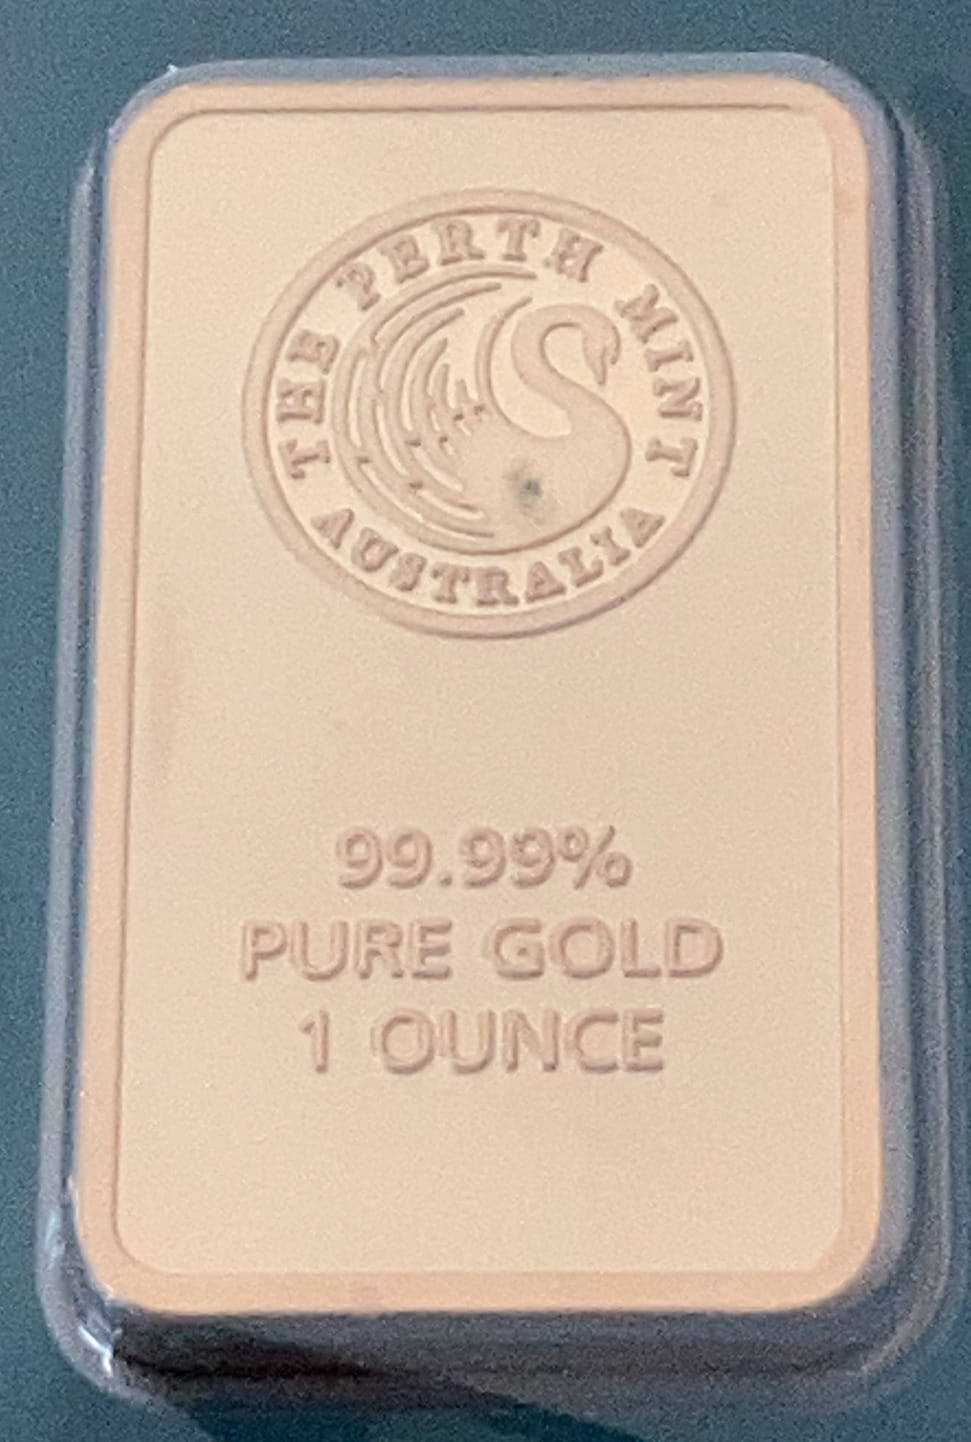 THE PERTH MINT
AUSTRALIA
99.99%
PURE GOLD
1 OUNCE